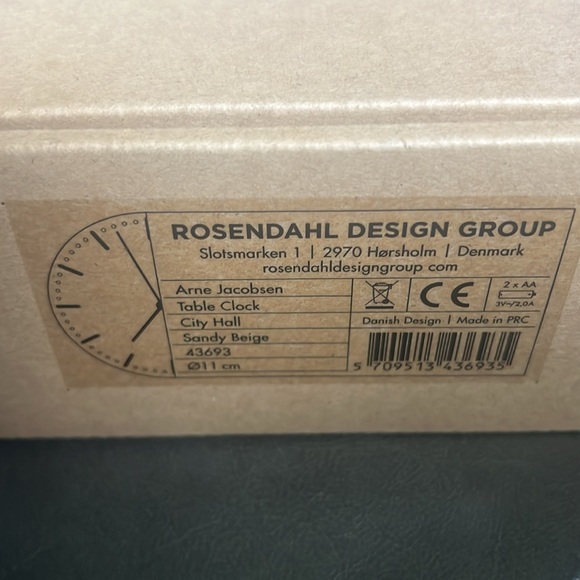 ROSENDAHL DESIGN GROUP
Slotsmarken 1 | 2970 Hørsholm | Denmark
rosendahldesigngroup.com
Arne Jacobsen
Table Clock
City Hall
Sandy Beige
43693
Ø11 cm
CE
2 x AA
3V⎓/2,0A
Danish Design | Made in PRC
5 709513 436935